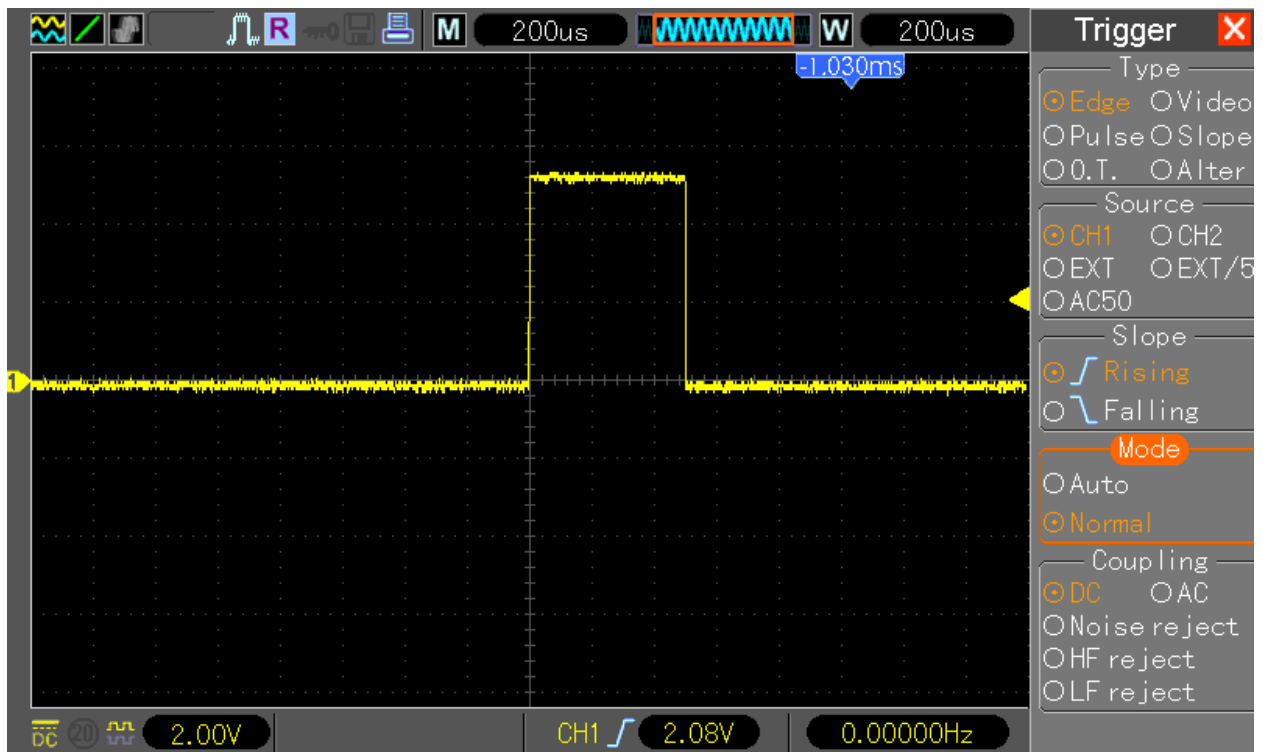 R M 200us W 200us Trigger X
-1.030ms
Type
Edge Video
Pulse Slope
O.T. Alter
Source
CH1 CH2
EXT EXT/5
AC50
Slope
Rising
1
Falling
Mode
Auto
Normal
Coupling
DC AC
Noise reject
HF reject
LF reject
DC 20 2.00V CH1 2.08V 0.00000Hz